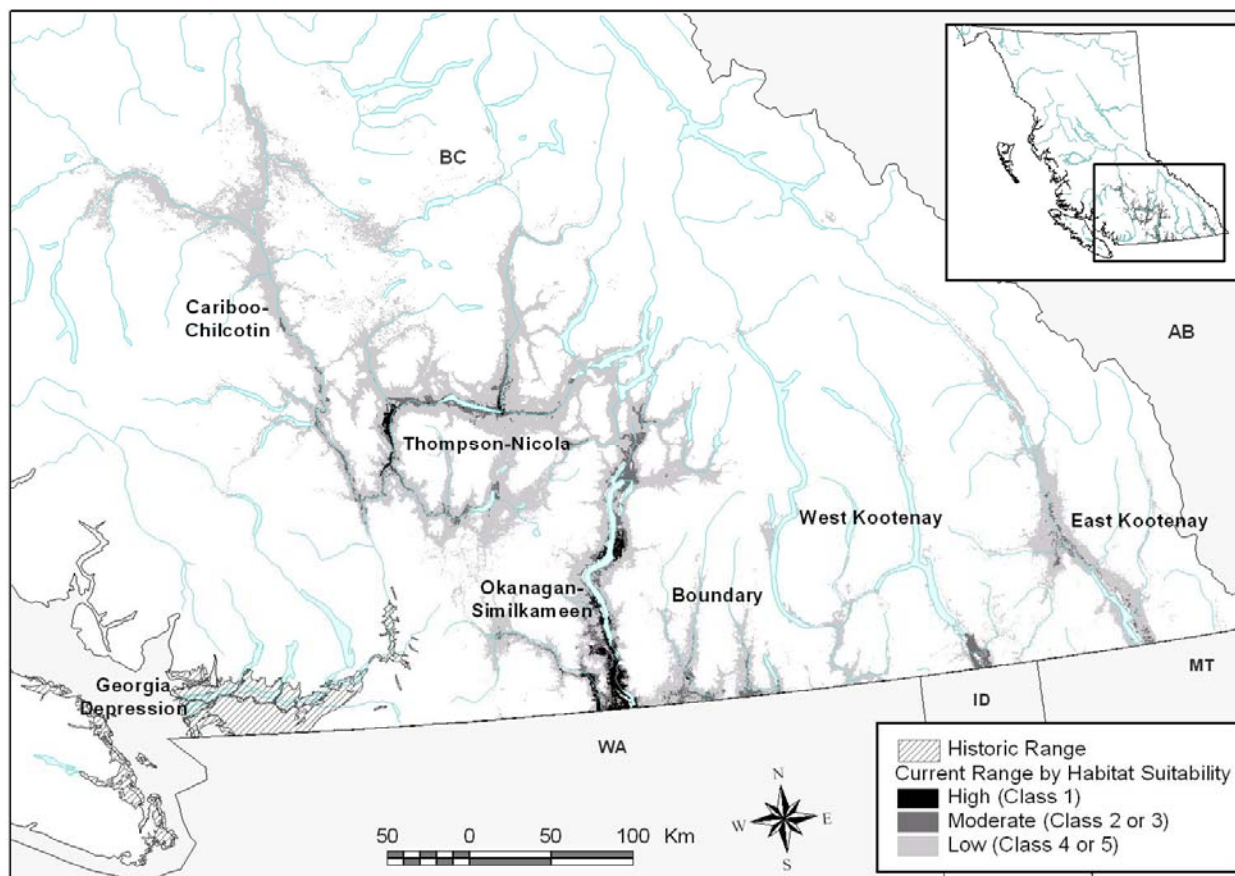 BC
AB
Cariboo-
Chilcotin
Thompson-Nicola
West Kootenay
East Kootenay
Okanagan-
Similkameen
Boundary
Georgia
Depression
MT
ID
WA
Historic Range
Current Range by Habitat Suitability
High (Class 1)
Moderate (Class 2 or 3)
Low (Class 4 or 5)
N
W E
S
50 0 50 100 Km